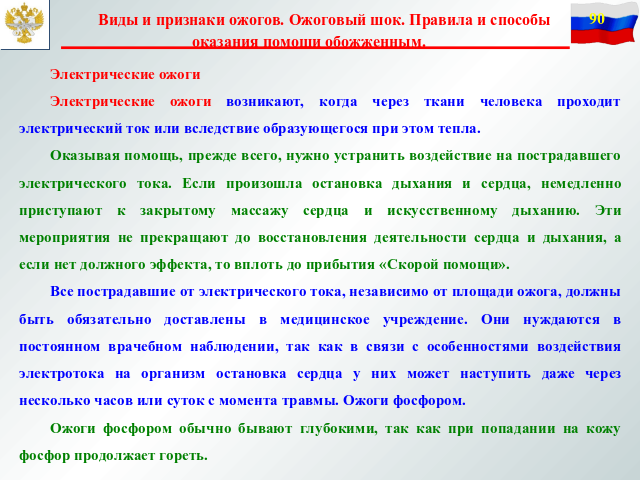 Виды и признаки ожогов. Ожоговый шок. Правила и способы
оказания помощи обожженным.
90
Электрические ожоги
Электрические ожоги возникают, когда через ткани человека проходит
электрический ток или вследствие образующегося при этом тепла.
Оказывая помощь, прежде всего, нужно устранить воздействие на пострадавшего
электрического тока. Если произошла остановка дыхания и сердца, немедленно
приступают к закрытому массажу сердца и искусственному дыханию. Эти
мероприятия не прекращают до восстановления деятельности сердца и дыхания, а
если нет должного эффекта, то вплоть до прибытия «Скорой помощи».
Все пострадавшие от электрического тока, независимо от площади ожога, должны
быть обязательно доставлены в медицинское учреждение. Они нуждаются в
постоянном врачебном наблюдении, так как в связи с особенностями воздействия
электротока на организм остановка сердца у них может наступить даже через
несколько часов или суток с момента травмы. Ожоги фосфором.
Ожоги фосфором обычно бывают глубокими, так как при попадании на кожу
фосфор продолжает гореть.